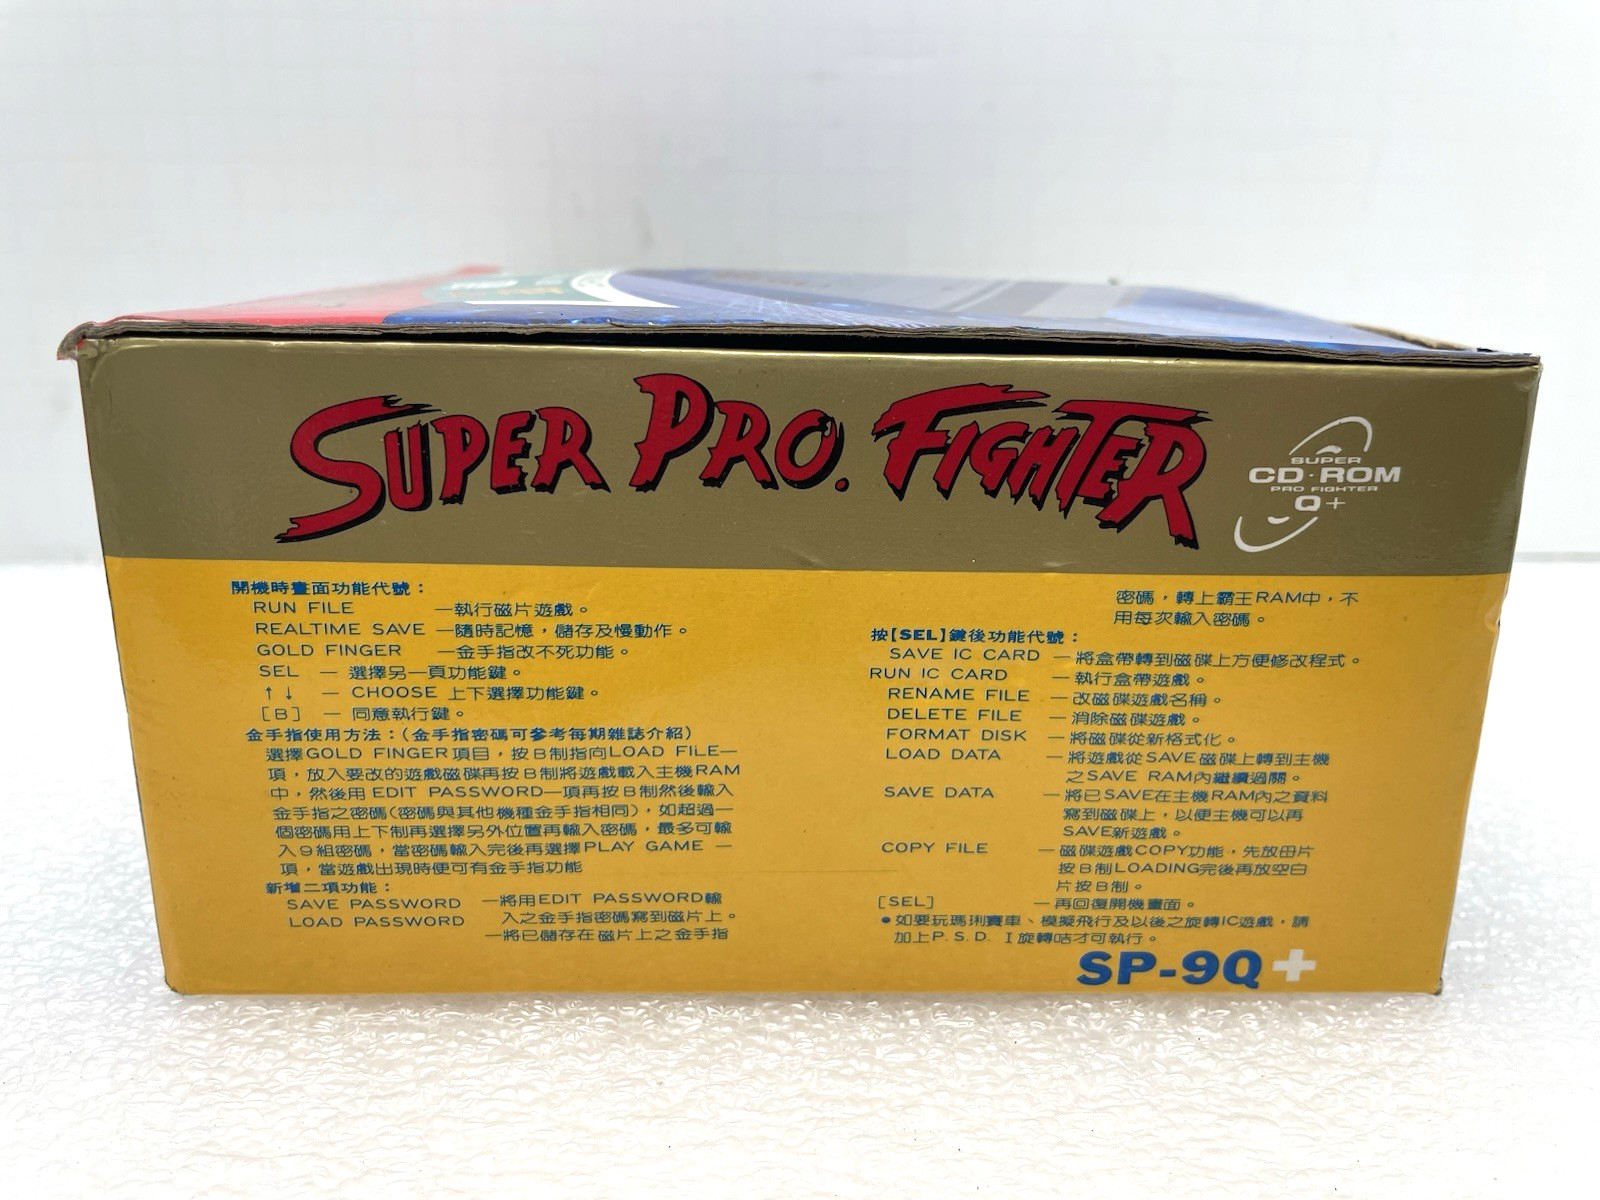 SUPER PRO. FIGHTER
SUPER
CD·ROM
PRO FIGHTER
Q+
開機時畫面功能代號：
RUN FILE —執行磁片遊戲。
REALTIME SAVE —隨時記憶，儲存及慢動作。
GOLD FINGER —金手指改不死功能。
SEL — 選擇另一頁功能鍵。
↑↓ — CHOOSE 上下選擇功能鍵。
[B] — 同意執行鍵。
金手指使用方法：（金手指密碼可參考每期雜誌介紹）
選擇GOLD FINGER項目，按B制指向LOAD FILE一
項，放入要改的遊戲磁碟再按B制將遊戲載入主機RAM
中，然後用EDIT PASSWORD一項再按B制然後輸入
金手指之密碼（密碼與其他機種金手指相同），如超過一
個密碼用上下制再選擇另外位置再輸入密碼，最多可輸
入9組密碼，當密碼輸入完後再選擇PLAY GAME 一
項，當遊戲出現時便可有金手指功能
新增二項功能：
SAVE PASSWORD —將用EDIT PASSWORD輸
入之金手指密碼寫到磁片上。
LOAD PASSWORD
—將已儲存在磁片上之金手指
密碼，轉上霸王RAM中，不
用每次輸入密碼。
按[SEL]鍵後功能代號：
SAVE IC CARD —將盒帶轉到磁碟上方便修改程式。
RUN IC CARD —執行盒帶遊戲。
RENAME FILE —改磁碟遊戲名稱。
DELETE FILE —消除磁碟遊戲。
FORMAT DISK —將磁碟從新格式化。
LOAD DATA —將遊戲從SAVE磁碟上轉到主機
之SAVE RAM內繼續過關。
SAVE DATA —將已SAVE在主機RAM內之資料
寫到磁碟上，以便主機可以再
SAVE新遊戲。
COPY FILE —磁碟遊戲COPY功能，先放母片
按B制LOADING完後再放空白
片按B制。
[SEL] —再回復開機畫面。
●如要玩瑪琍賽車、模擬飛行及以後之旋轉IC遊戲，請
加上P.S.D. I旋轉咭才可執行。
SP-9Q+